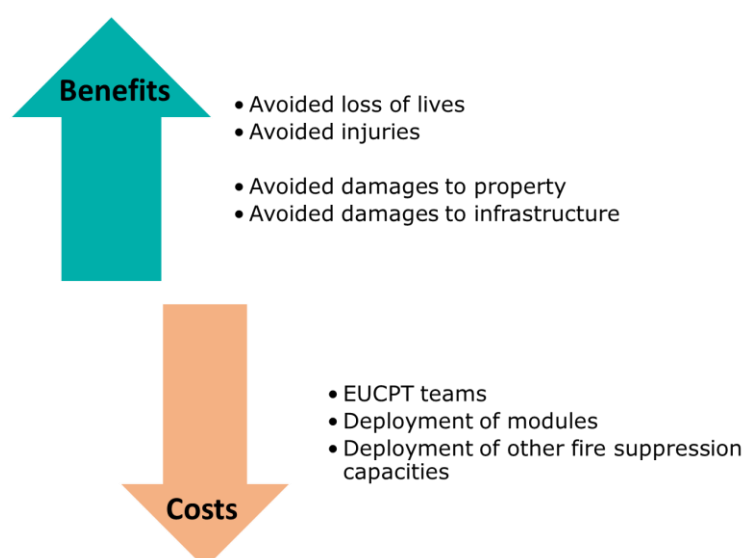 Benefits
• Avoided loss of lives
• Avoided injuries
• Avoided damages to property
• Avoided damages to infrastructure
• EUCPT teams
• Deployment of modules
• Deployment of other fire suppression
capacities
Costs